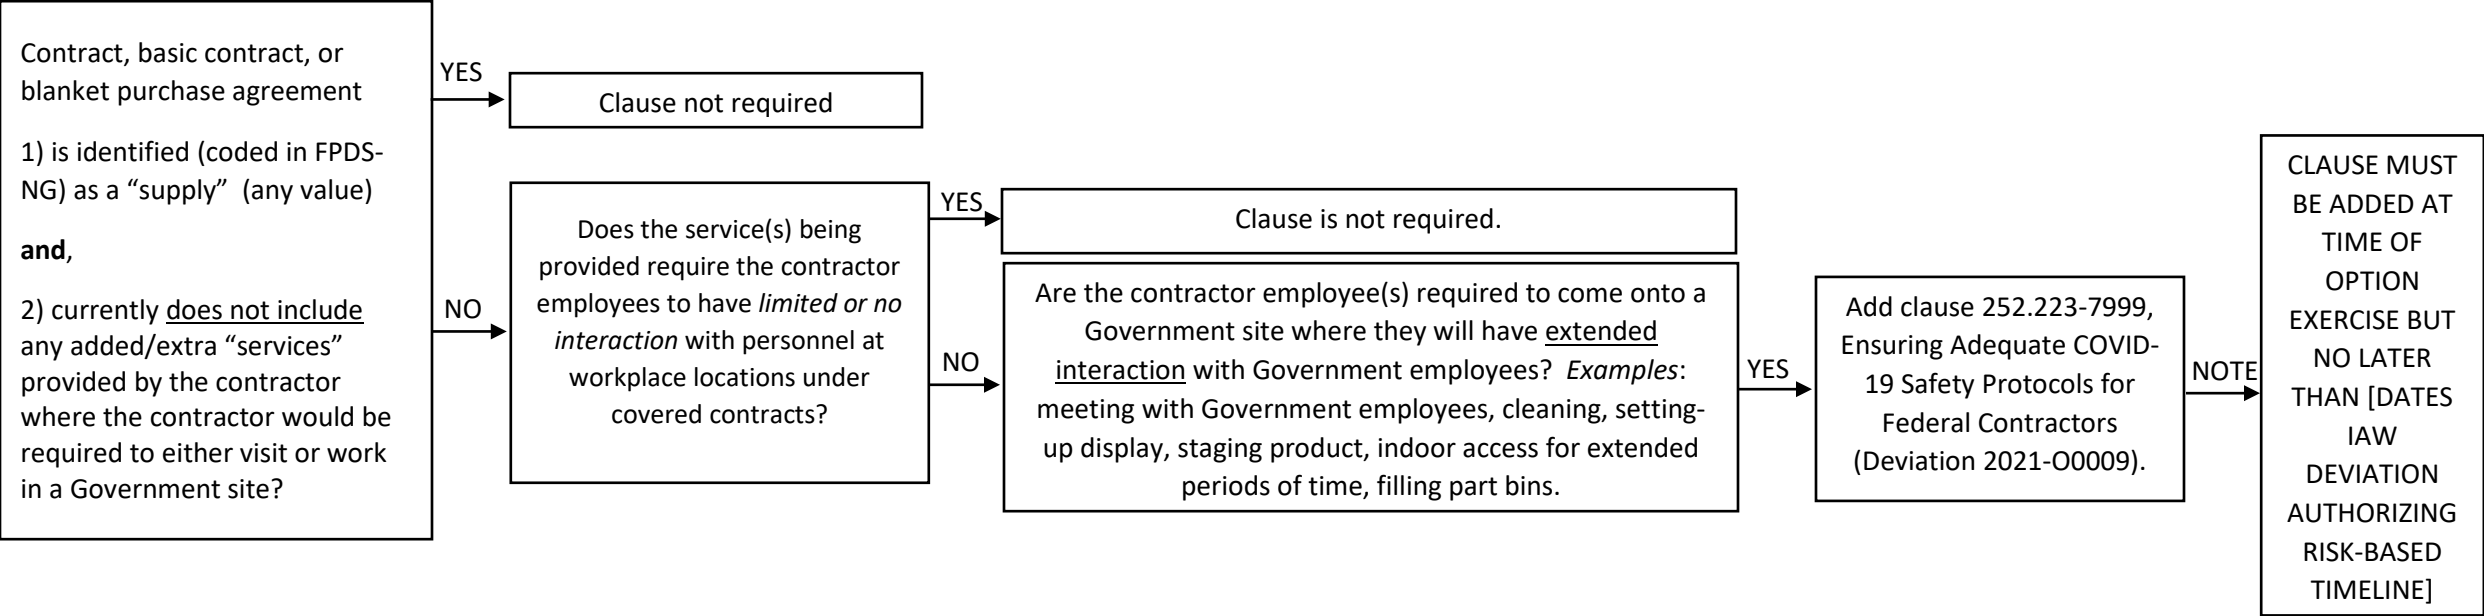 Contract, basic contract, or
blanket purchase agreement
1) is identified (coded in FPDS-
NG) as a “supply”  (any value)
and,
2) currently does not include
any added/extra “services”
provided by the contractor
where the contractor would be
required to either visit or work
in a Government site?
YES
Clause not required
NO
Does the service(s) being
provided require the contractor
employees to have limited or no
interaction with personnel at
workplace locations under
covered contracts?
YES
Clause is not required.
NO
Are the contractor employee(s) required to come onto a
Government site where they will have extended
interaction with Government employees?  Examples:
meeting with Government employees, cleaning, setting-
up display, staging product, indoor access for extended
periods of time, filling part bins.
YES
Add clause 252.223-7999,
Ensuring Adequate COVID-
19 Safety Protocols for
Federal Contractors
(Deviation 2021-O0009).
NOTE
CLAUSE MUST
BE ADDED AT
TIME OF
OPTION
EXERCISE BUT
NO LATER
THAN [DATES
IAW
DEVIATION
AUTHORIZING
RISK-BASED
TIMELINE]